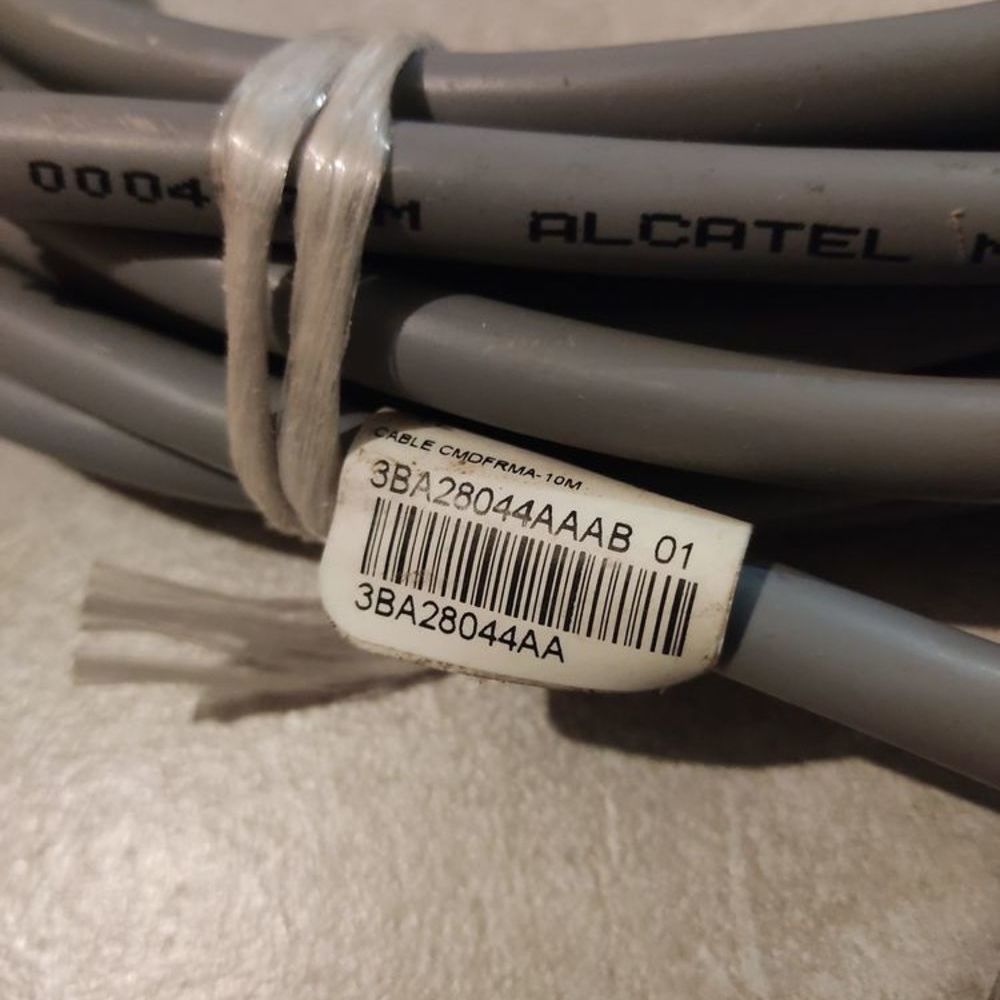 0004 M ALCATEL
CABLE CMDFRMA-10M
3BA28044AAAB 01
3BA28044AA